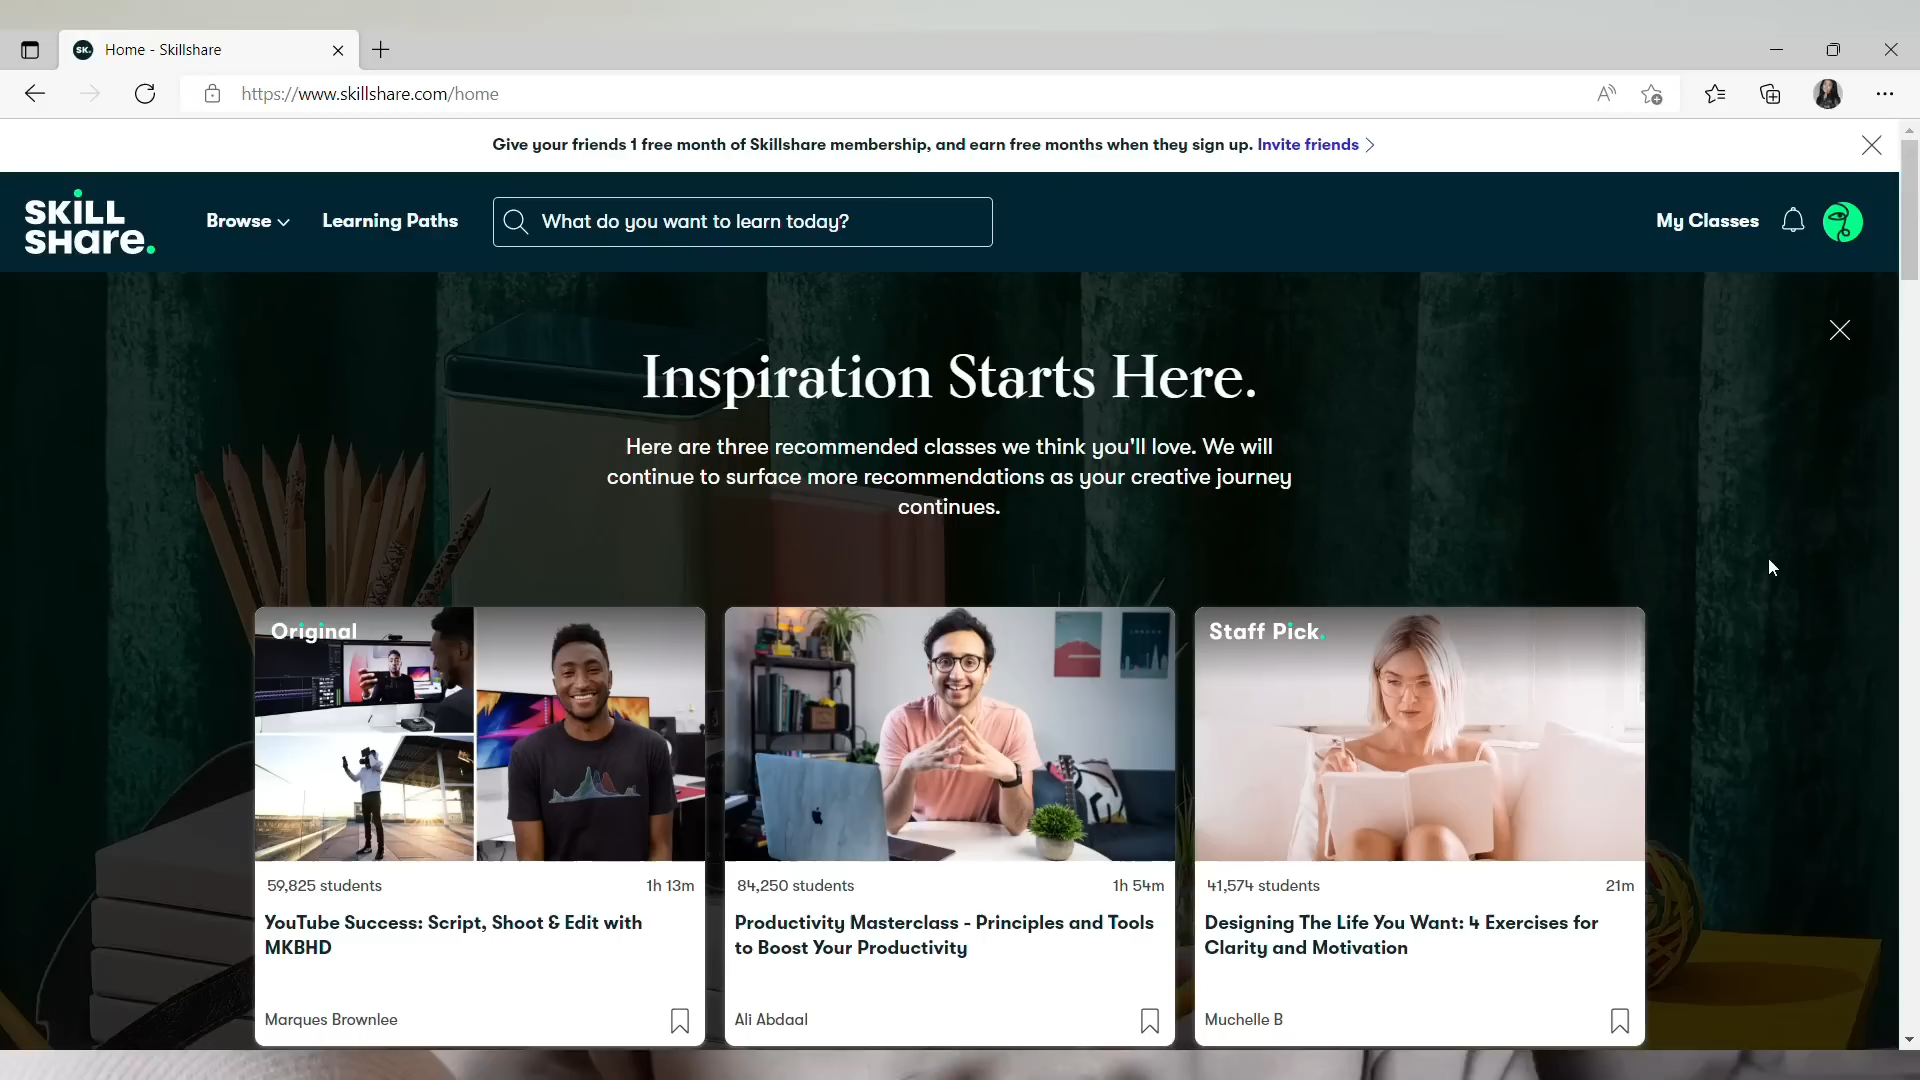 Home - Skillshare
https://www.skillshare.com/home
Give your friends 1 free month of Skillshare membership, and earn free months when they sign up. Invite friends
SKILL
SHare.
Browse
Learning Paths
What do you want to learn today?
My Classes
Inspiration Starts Here.
Here are three recommended classes we think you'll love. We will
continue to surface more recommendations as your creative journey
continues.
Original
59,825 students
1h 13m
YouTube Success: Script, Shoot & Edit with
MKBHD
Marques Brownlee
84,250 students
1h 54m
Productivity Masterclass - Principles and Tools
to Boost Your Productivity
Ali Abdaal
Staff Pick.
41,574 students
21m
Designing The Life You Want: 4 Exercises for
Clarity and Motivation
Muchelle B